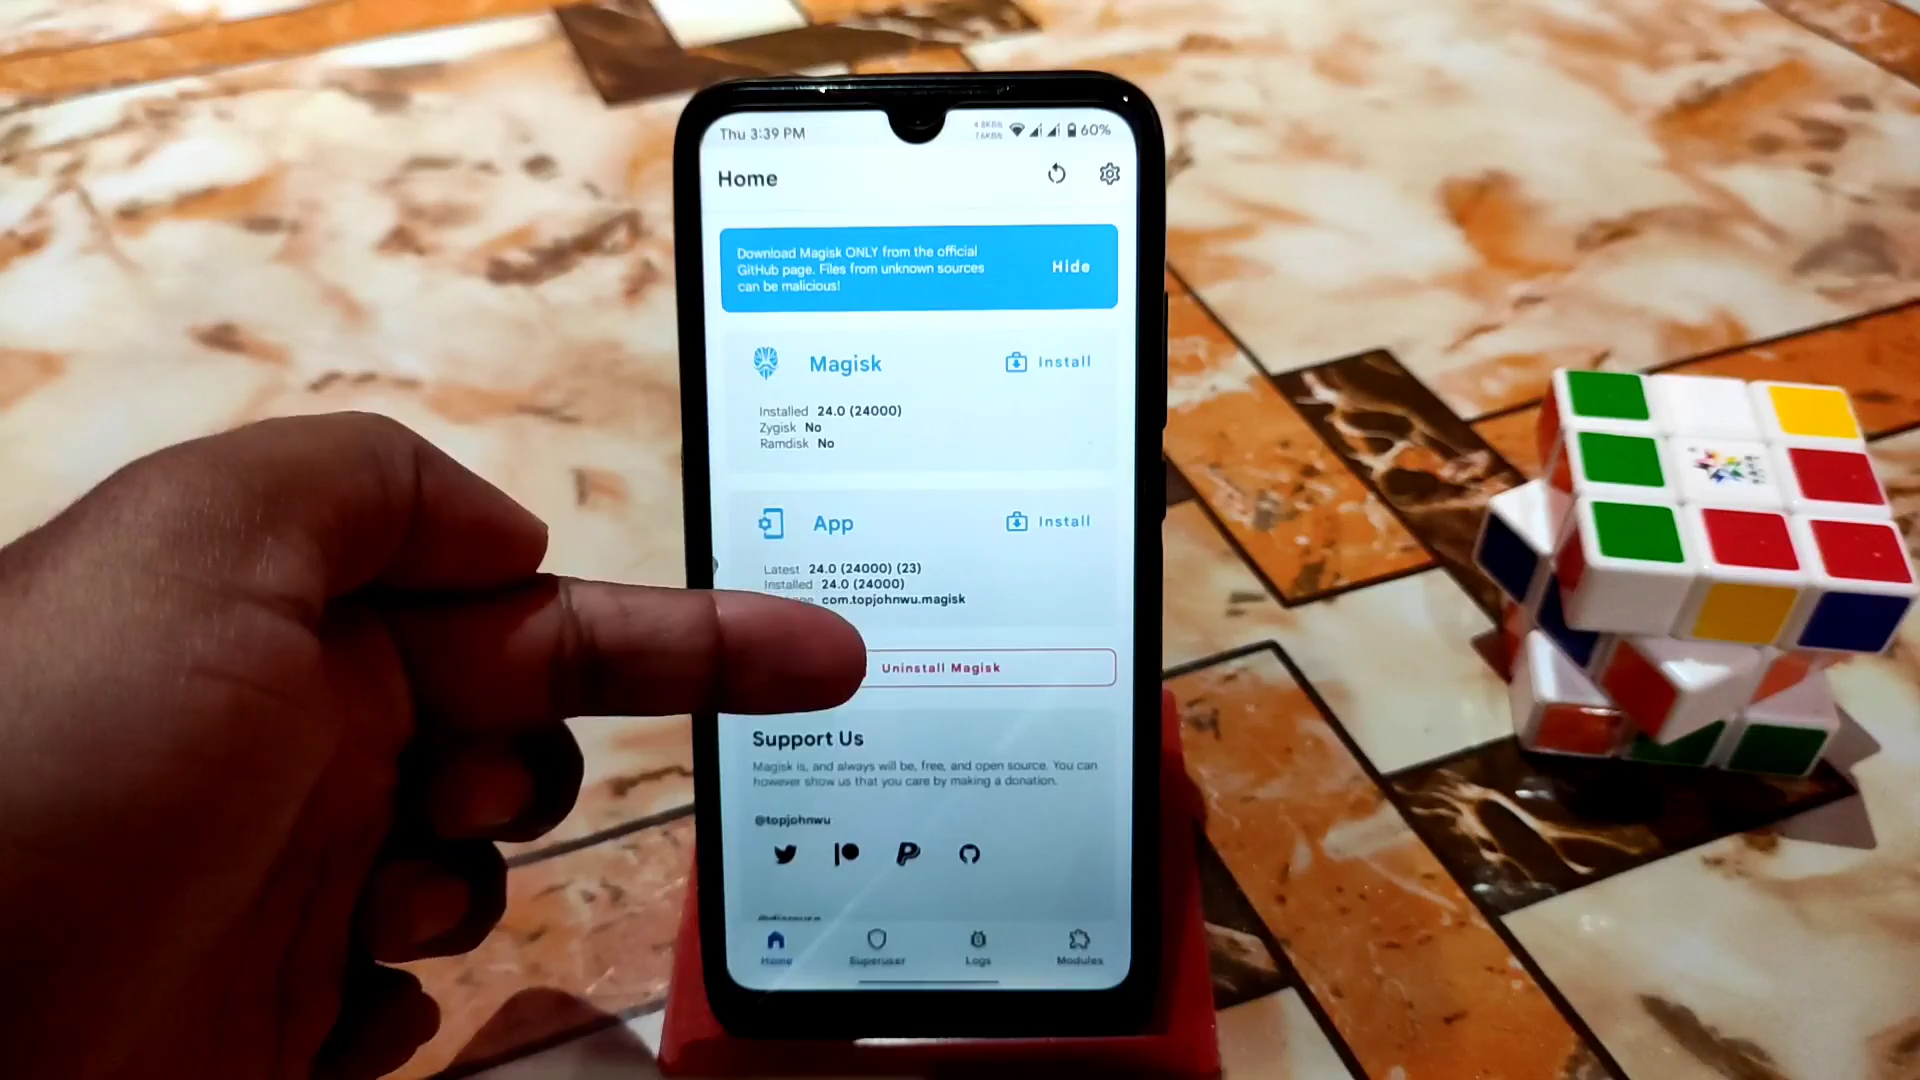 Thu 3:39 PM
60%
Home
Download Magisk ONLY from the official
GitHub page. Files from unknown sources
can be malicious!
Hide
Magisk
Install
Installed 24.0 (24000)
Zygisk No
Ramdisk No
App
Install
Latest 24.0 (24000) (23)
Installed 24.0 (24000)
com.topjohnwu.magisk
Uninstall Magisk
Support Us
Magisk is, and always will be, free, and open source. You can
however show us that you care by making a donation.
@topjohnwu
Home
Superuser
Logs
Modules